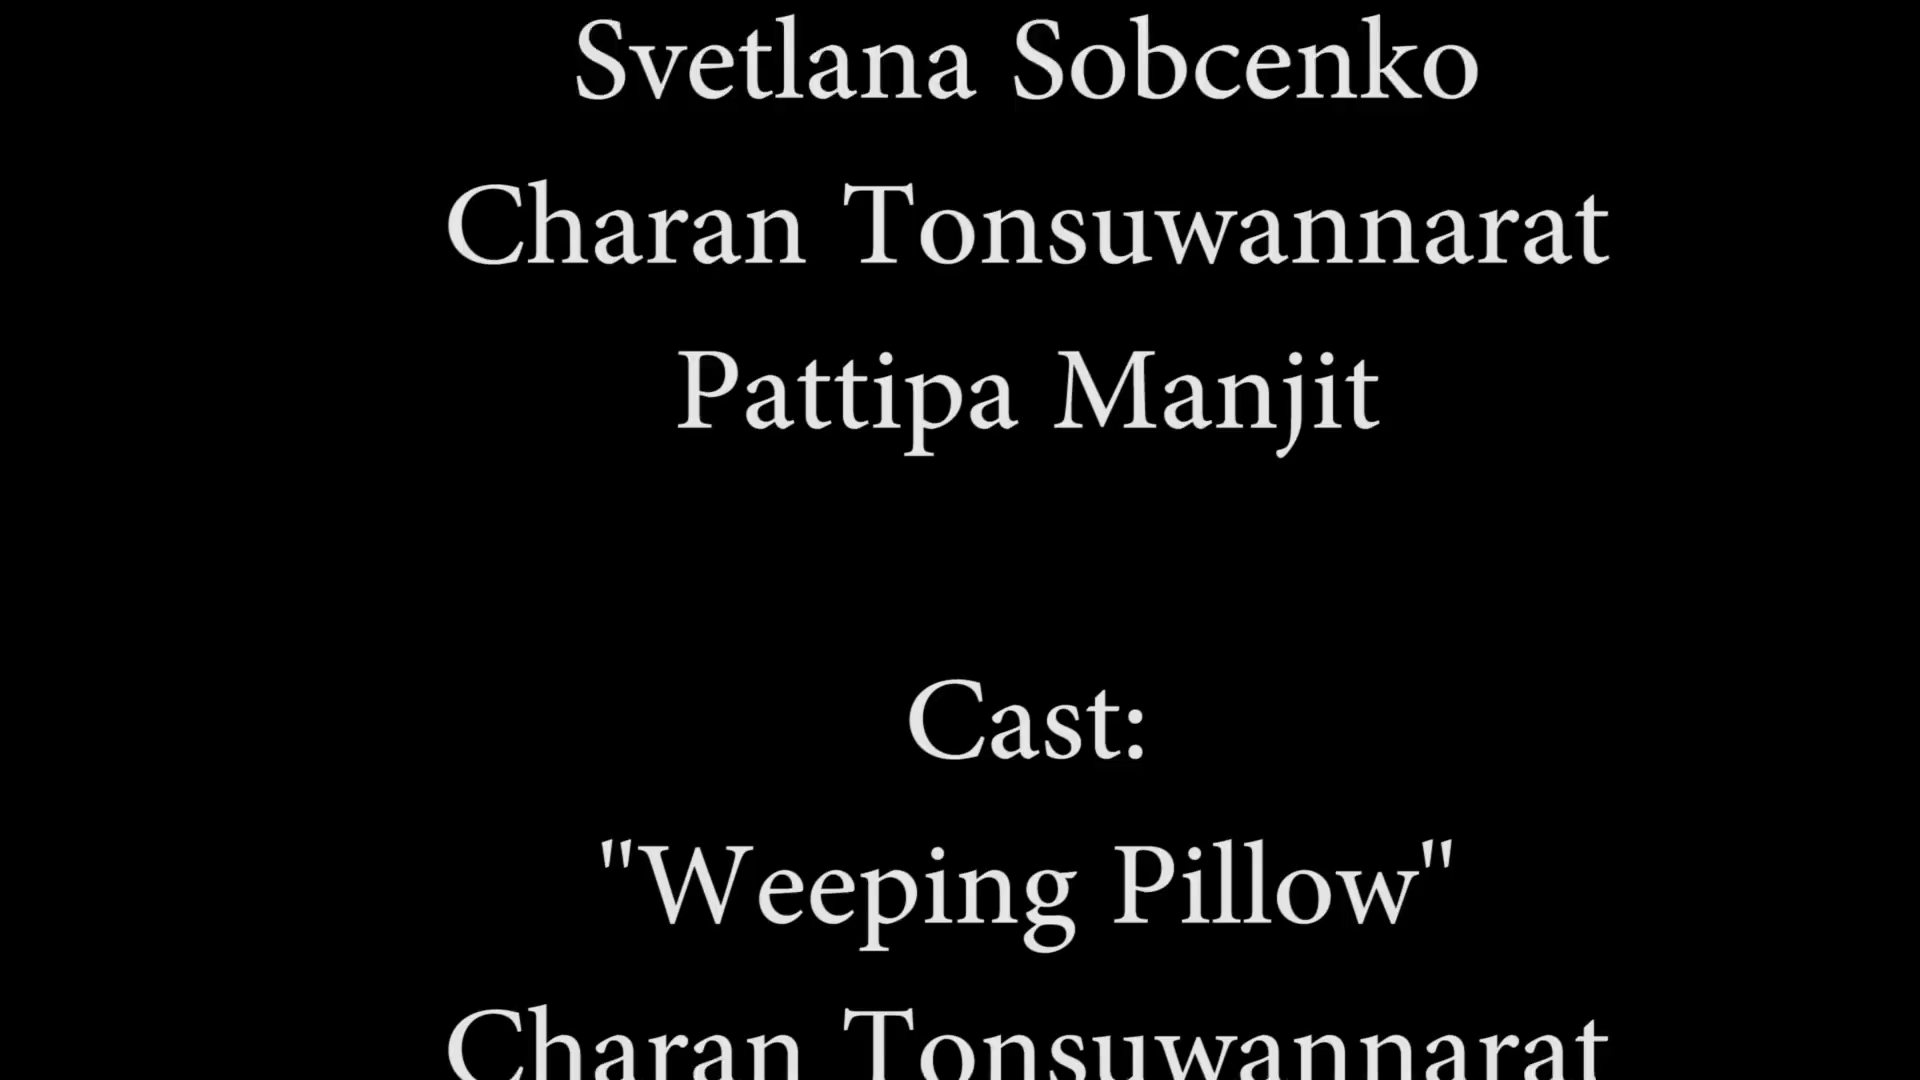 Svetlana Sobcenko
Charan Tonsuwannarat
Pattipa Manjit
Cast:
"Weeping Pillow"
Charan Tonsuwannarat